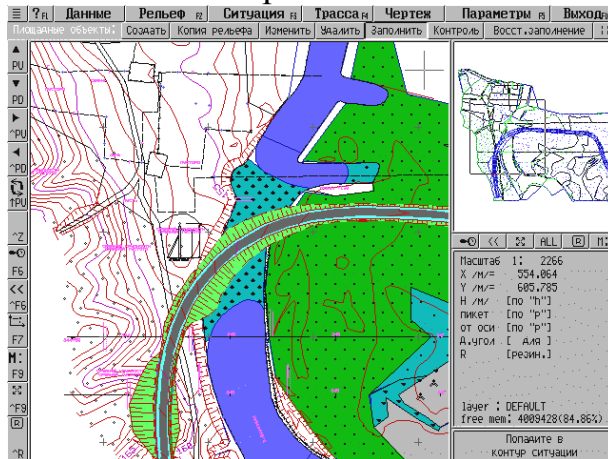 ?F1 Данные Рельеф F2 Ситуация F3 Трасса F4 Чертеж Параметры F5 Выход
Площадные объекты: Создать Копия рельефа Изменить Удалить Заполнить Контроль Восст.заполнение
PU
PD
^PU
^PD
↑PU
^Z
F6
<<
^F6
F7
M:
F9
^F9
R
^R
<< ALL R M:
Масштаб 1: 2266
X /м/= 554.064
Y /м/= 605.785
H /м/ [по "h"]
пикет [по "p"]
от оси [по "p"]
Д.угол [ Для ]
R [резин.]
layer : DEFAULT
free mem: 4009428(84.86%)
Попадите в
контур ситуации